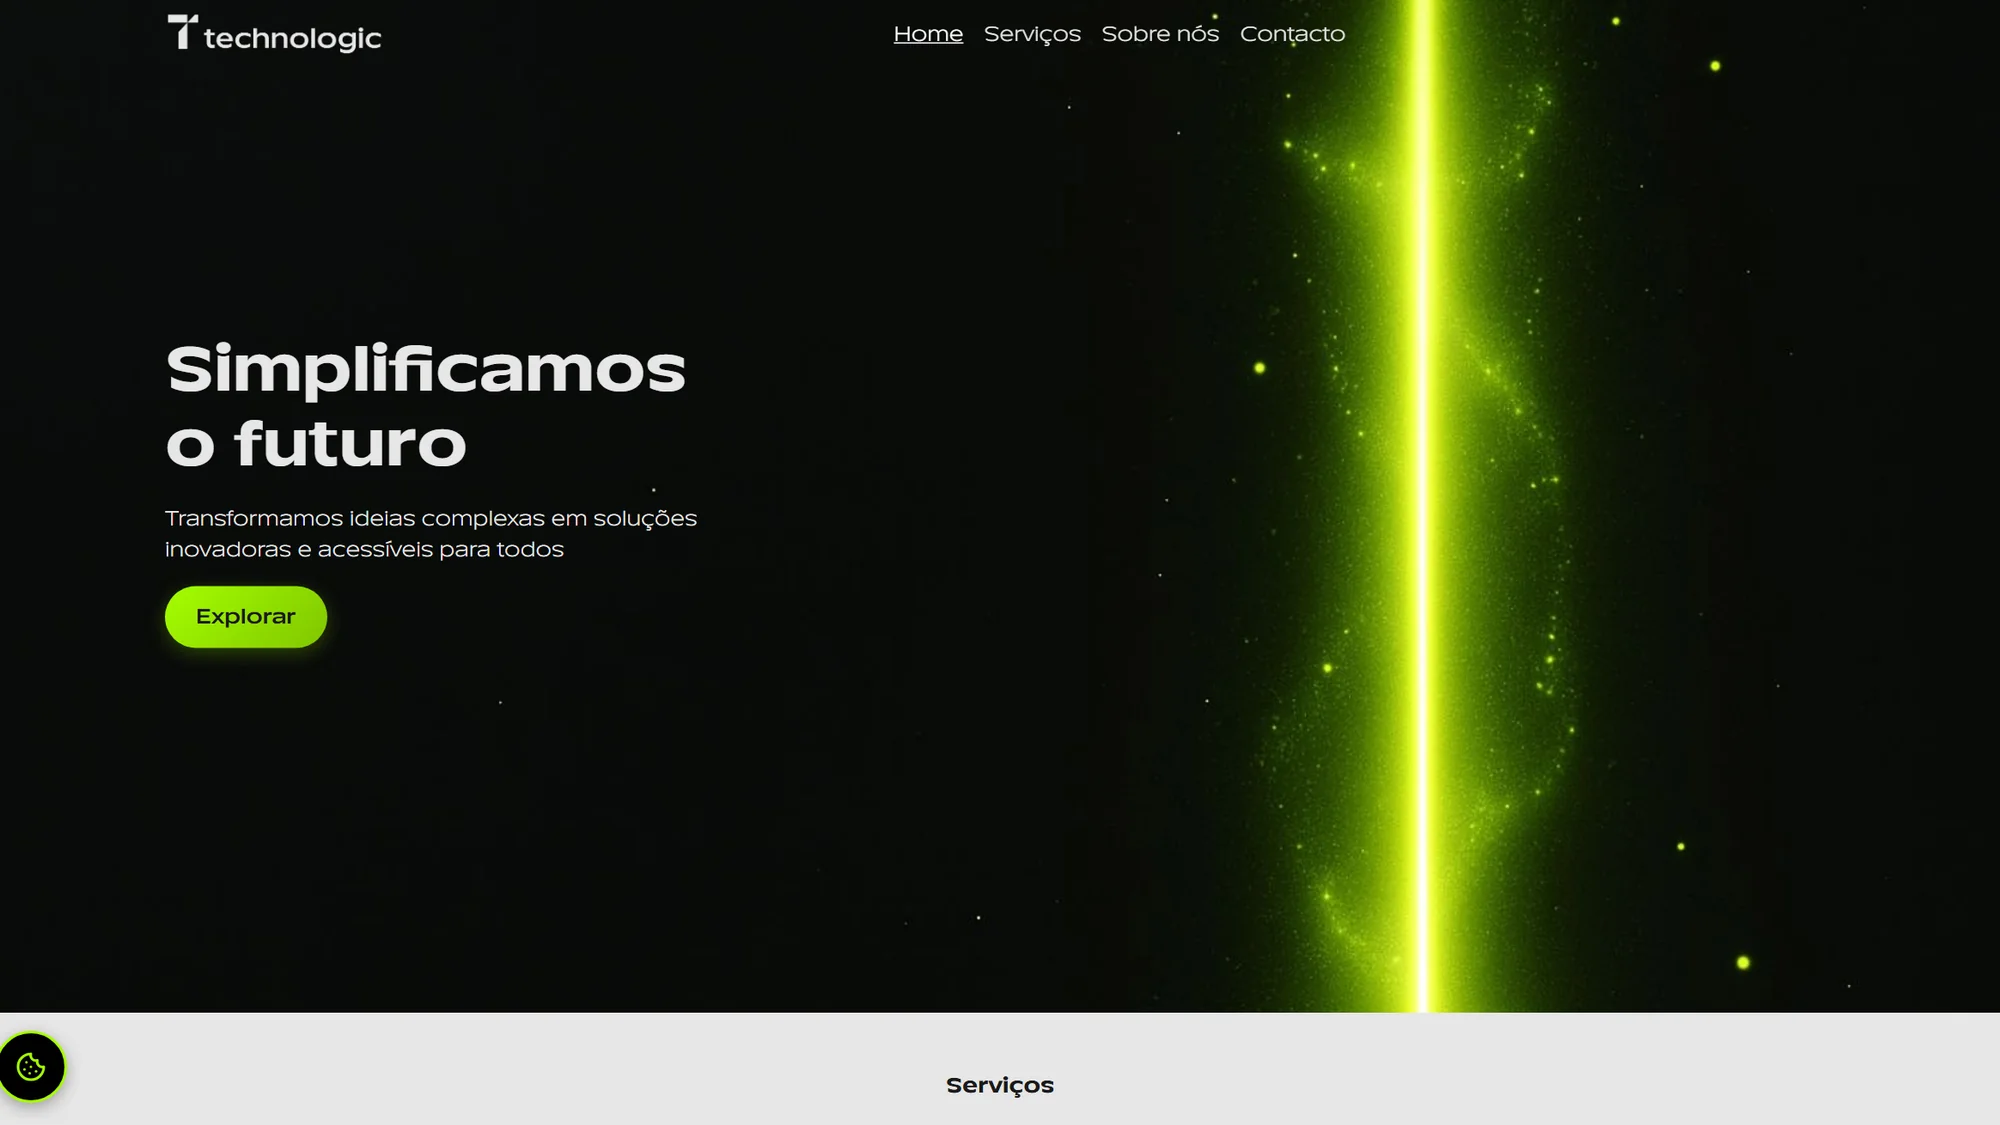 technologic
Home Serviços Sobre nós Contacto
Simplificamos
o futuro
Transformamos ideias complexas em soluções
inovadoras e acessíveis para todos
Explorar
Serviços